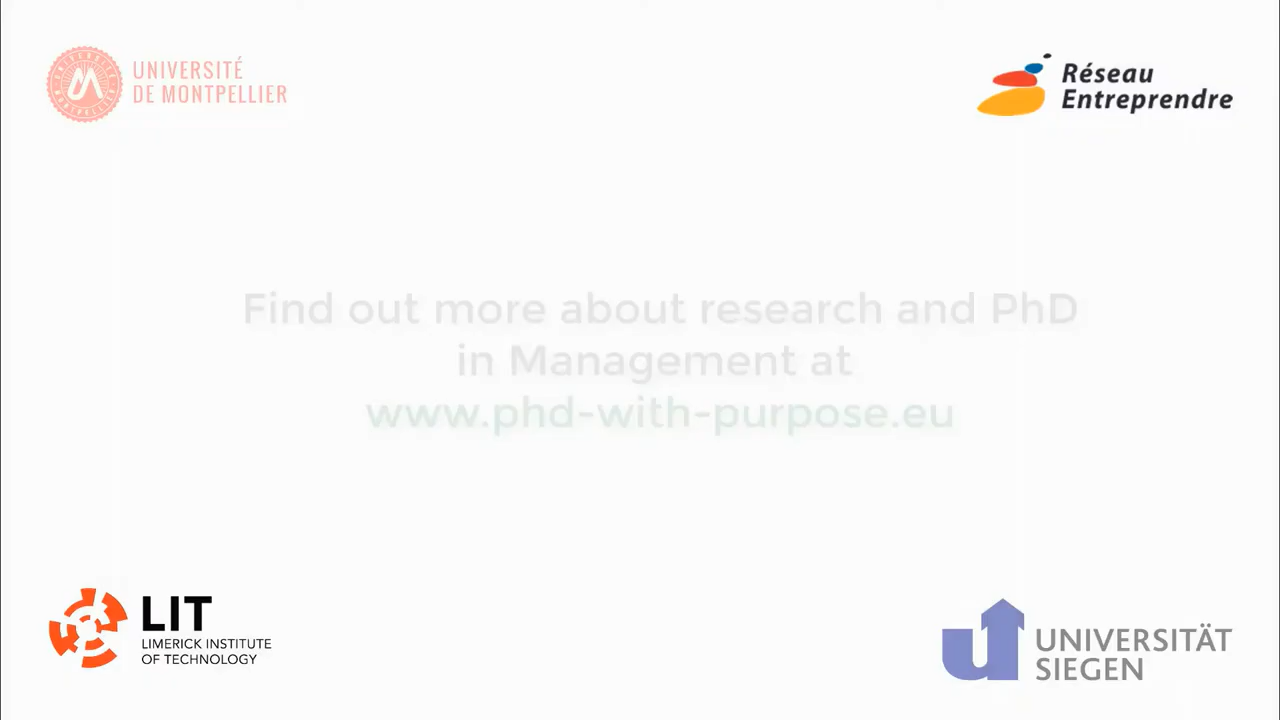 UNIVERSITÉ
DE MONTPELLIER
Réseau
Entreprendre
Find out more about research and PhD
in Management at
www.phd-with-purpose.eu
LIT
LIMERICK INSTITUTE
OF TECHNOLOGY
UNIVERSITÄT
SIEGEN